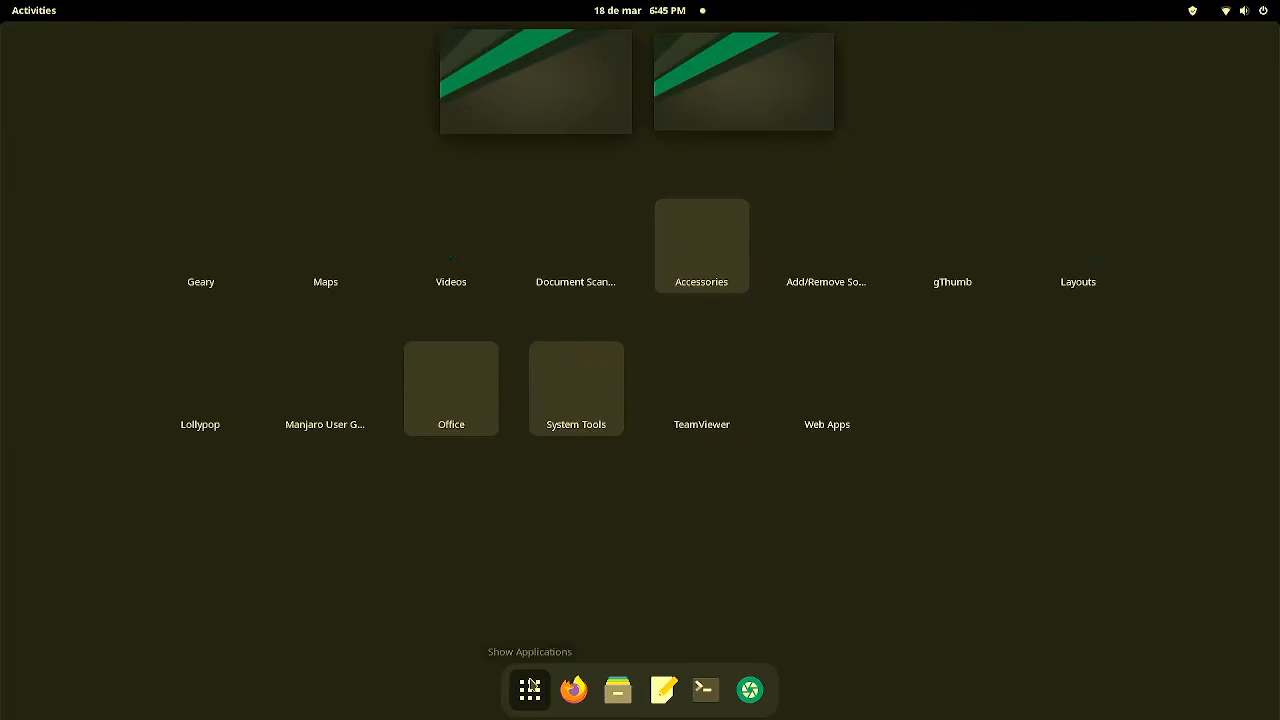 Activities
18 de mar 6:45 PM
Geary
Maps
Videos
Document Scan...
Accessories
Add/Remove So...
gThumb
Layouts
Lollypop
Manjaro User G...
Office
System Tools
TeamViewer
Web Apps
Show Applications